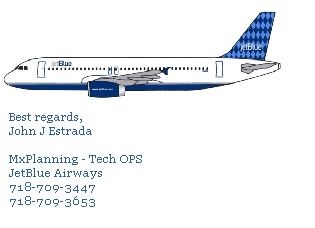 jetBlue
jetBlue
Best regards,
John J Estrada
MxPlanning - Tech OPS
JetBlue Airways
718-709-3447
718-709-3653